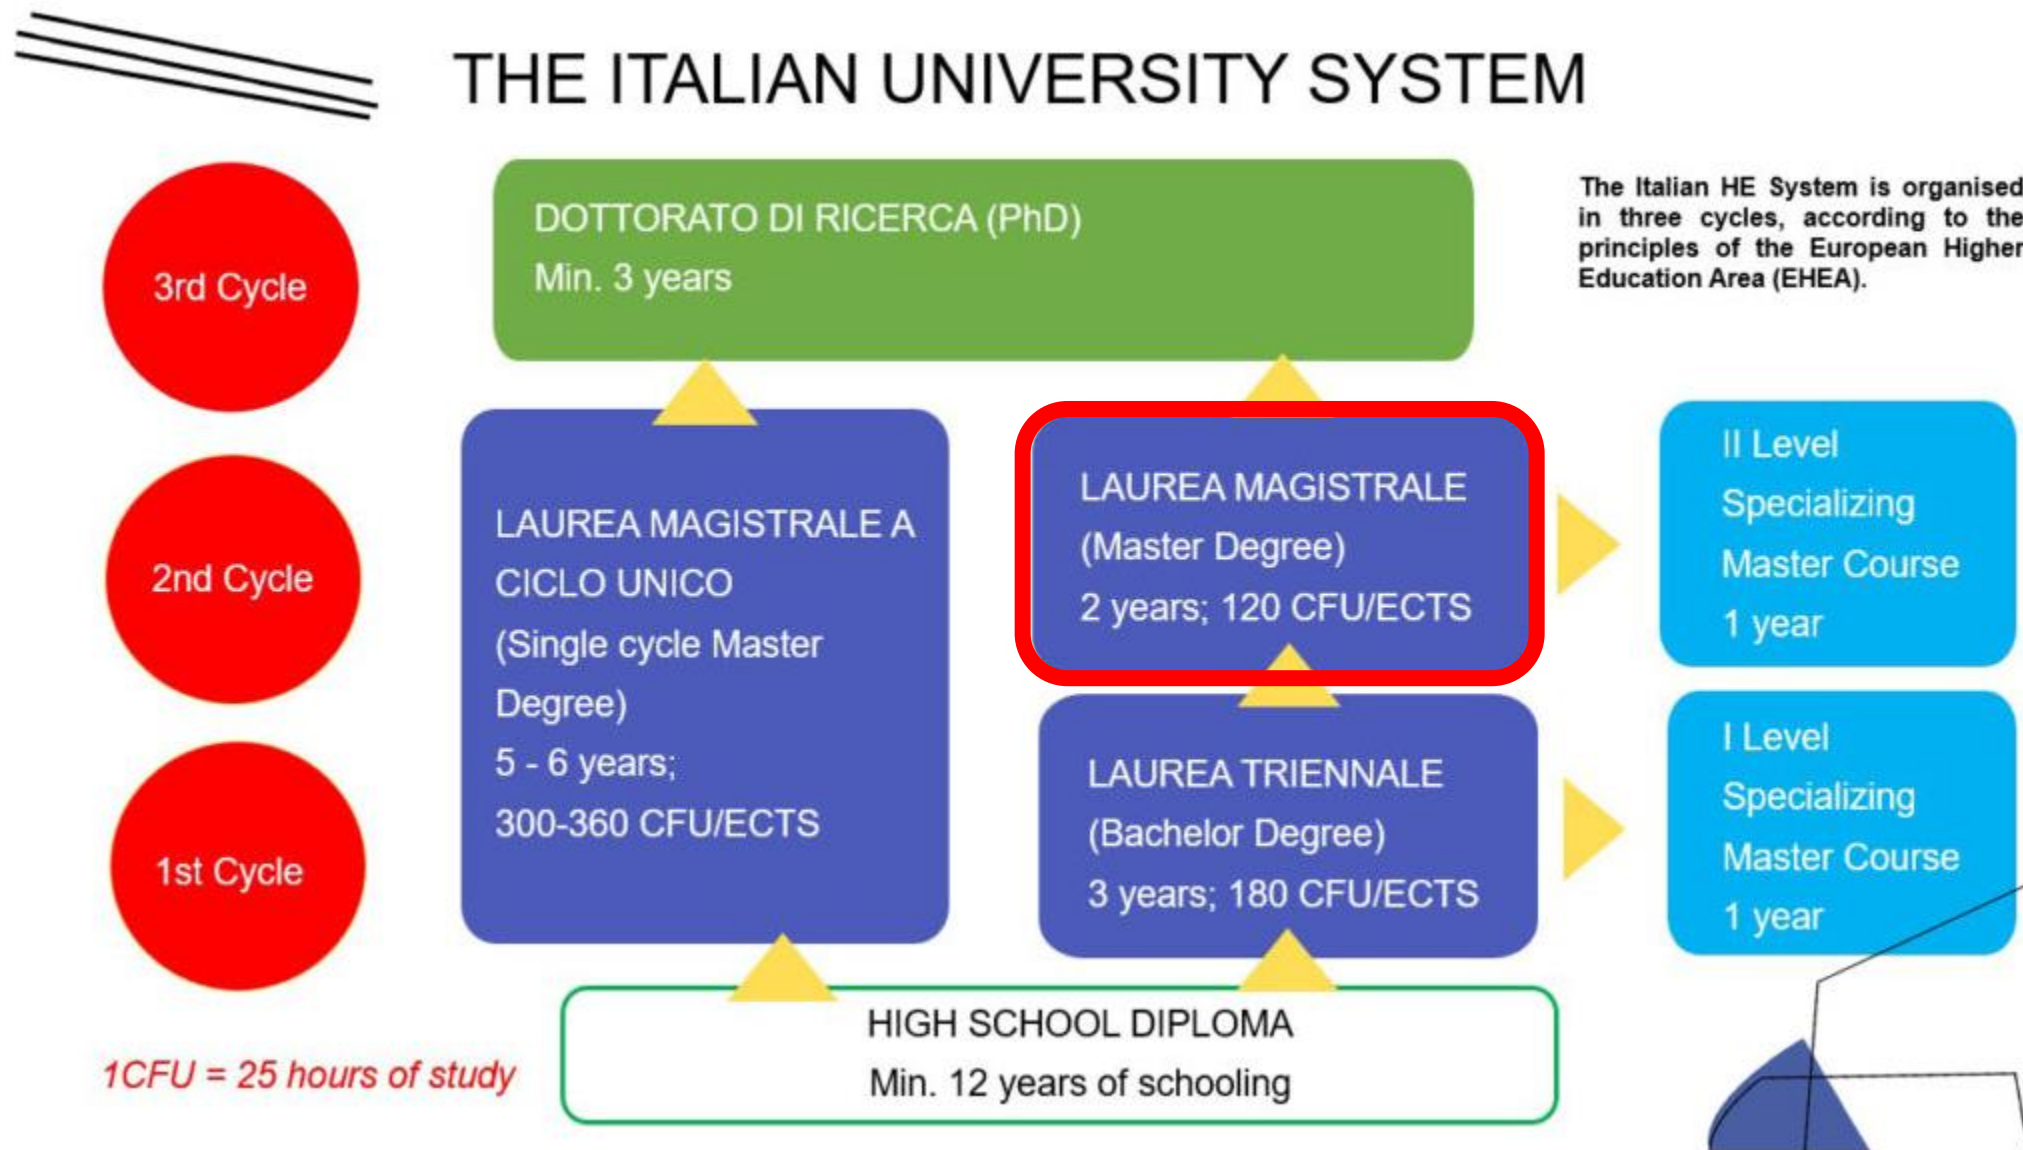 THE ITALIAN UNIVERSITY SYSTEM
The Italian HE System is organised
in three cycles, according to the
principles of the European Higher
Education Area (EHEA).
3rd Cycle
DOTTORATO DI RICERCA (PhD)
Min. 3 years
2nd Cycle
1st Cycle
LAUREA MAGISTRALE A
CICLO UNICO
(Single cycle Master
Degree)
5 - 6 years;
300-360 CFU/ECTS
LAUREA MAGISTRALE
(Master Degree)
2 years; 120 CFU/ECTS
II Level
Specializing
Master Course
1 year
LAUREA TRIENNALE
(Bachelor Degree)
3 years; 180 CFU/ECTS
I Level
Specializing
Master Course
1 year
HIGH SCHOOL DIPLOMA
Min. 12 years of schooling
1CFU = 25 hours of study